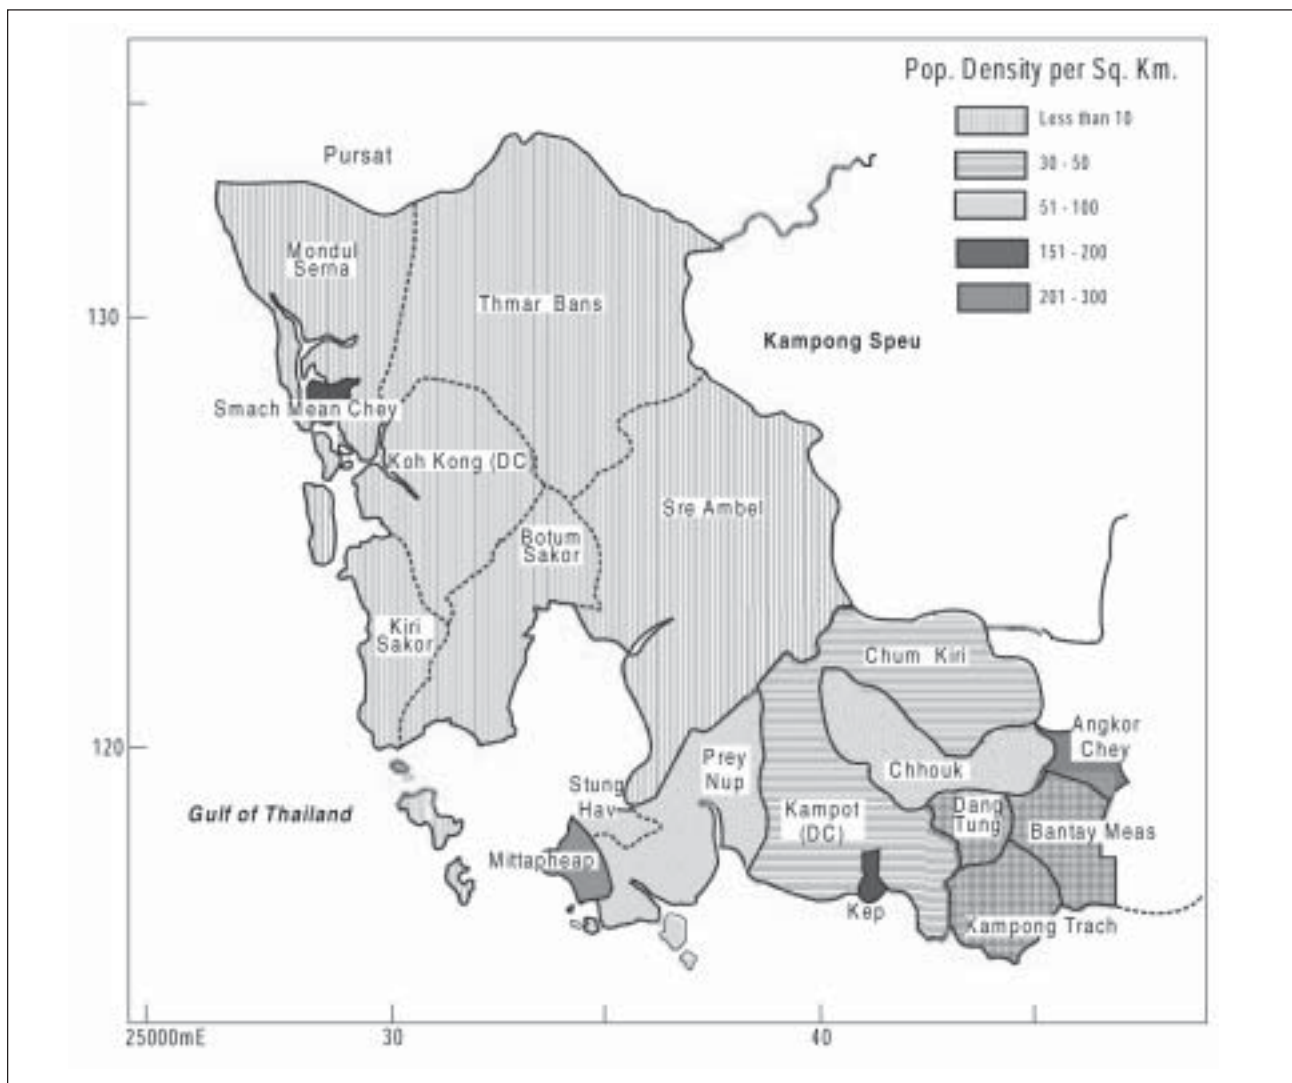 Pop. Density per Sq. Km.
Less than 10
30 - 50
51 - 100
151 - 200
201 - 300
Pursat
Mondul
Serna
Thmar Bans
130
Kampong Speu
Smach Mean Chey
Koh Kong (DC
Sre Ambel
Botum
Sakor
Kiri
Sakor
Chum Kiri
Angkor
Chey
120
Prey
Nup
Chhouk
Stung
Hav
Gulf of Thailand
Kampot
(DC)
Dang
Tung
Bantay Meas
Mittapheap
Kep
Kampong Trach
25000mE
30
40